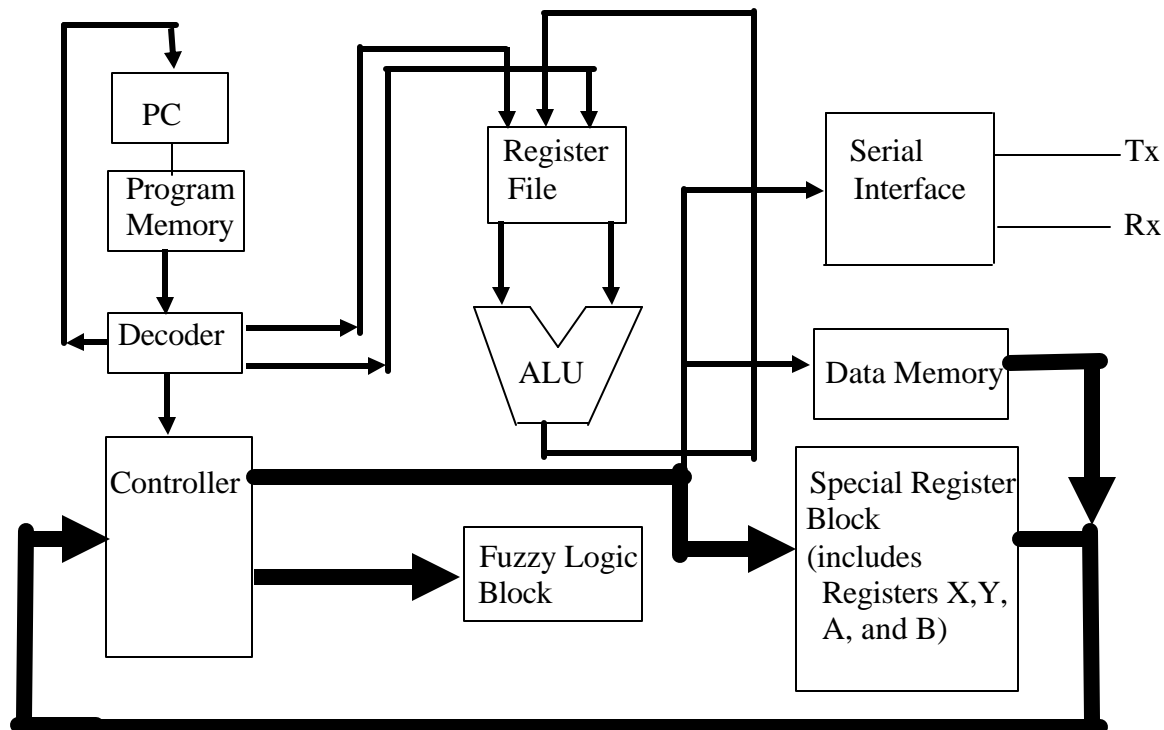 PC
Program
Memory
Decoder
Controller
Register
File
ALU
Fuzzy Logic
Block
Serial
Interface
Tx
Rx
Data Memory
Special Register
Block
(includes
Registers X,Y,
A, and B)